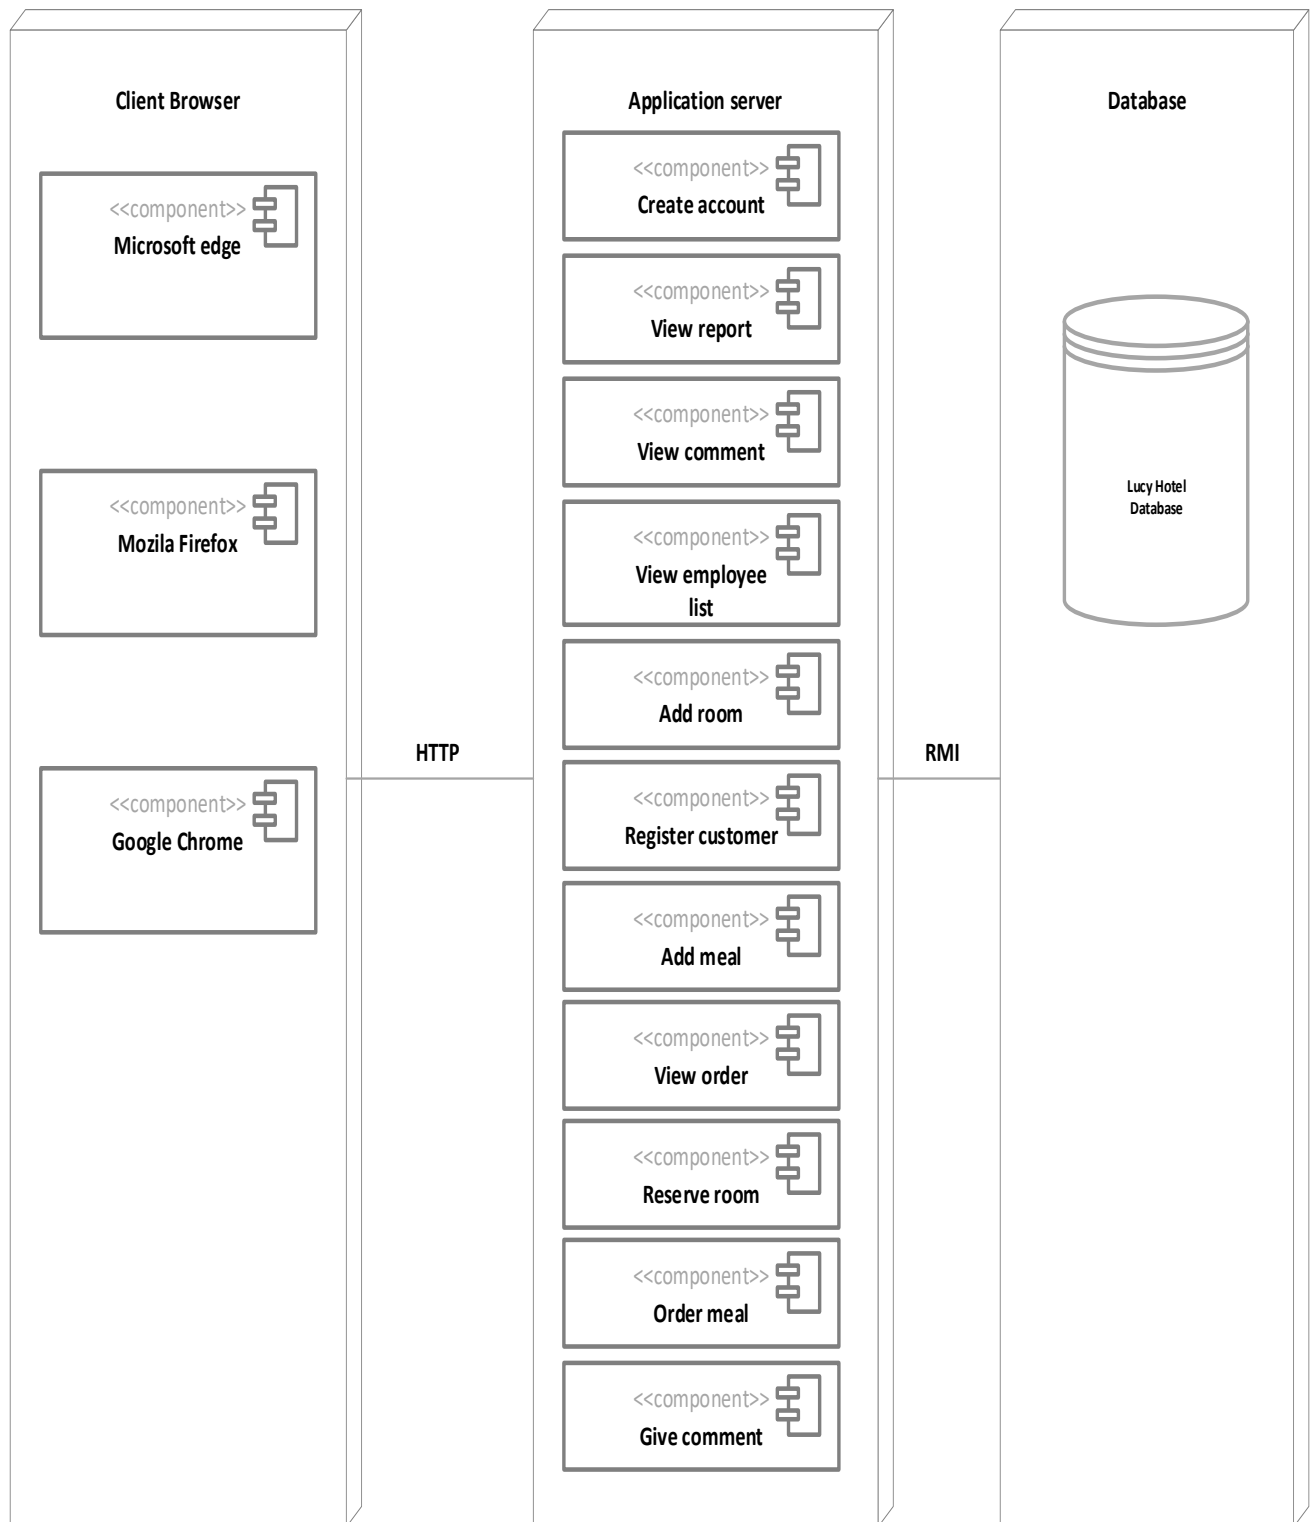 Client Browser
<<component>>
Microsoft edge
<<component>>
Mozila Firefox
<<component>>
Google Chrome
HTTP
Application server
<<component>>
Create account
<<component>>
View report
<<component>>
View comment
<<component>>
View employee
list
<<component>>
Add room
<<component>>
Register customer
<<component>>
Add meal
<<component>>
View order
<<component>>
Reserve room
<<component>>
Order meal
<<component>>
Give comment
RMI
Database
Lucy Hotel
Database